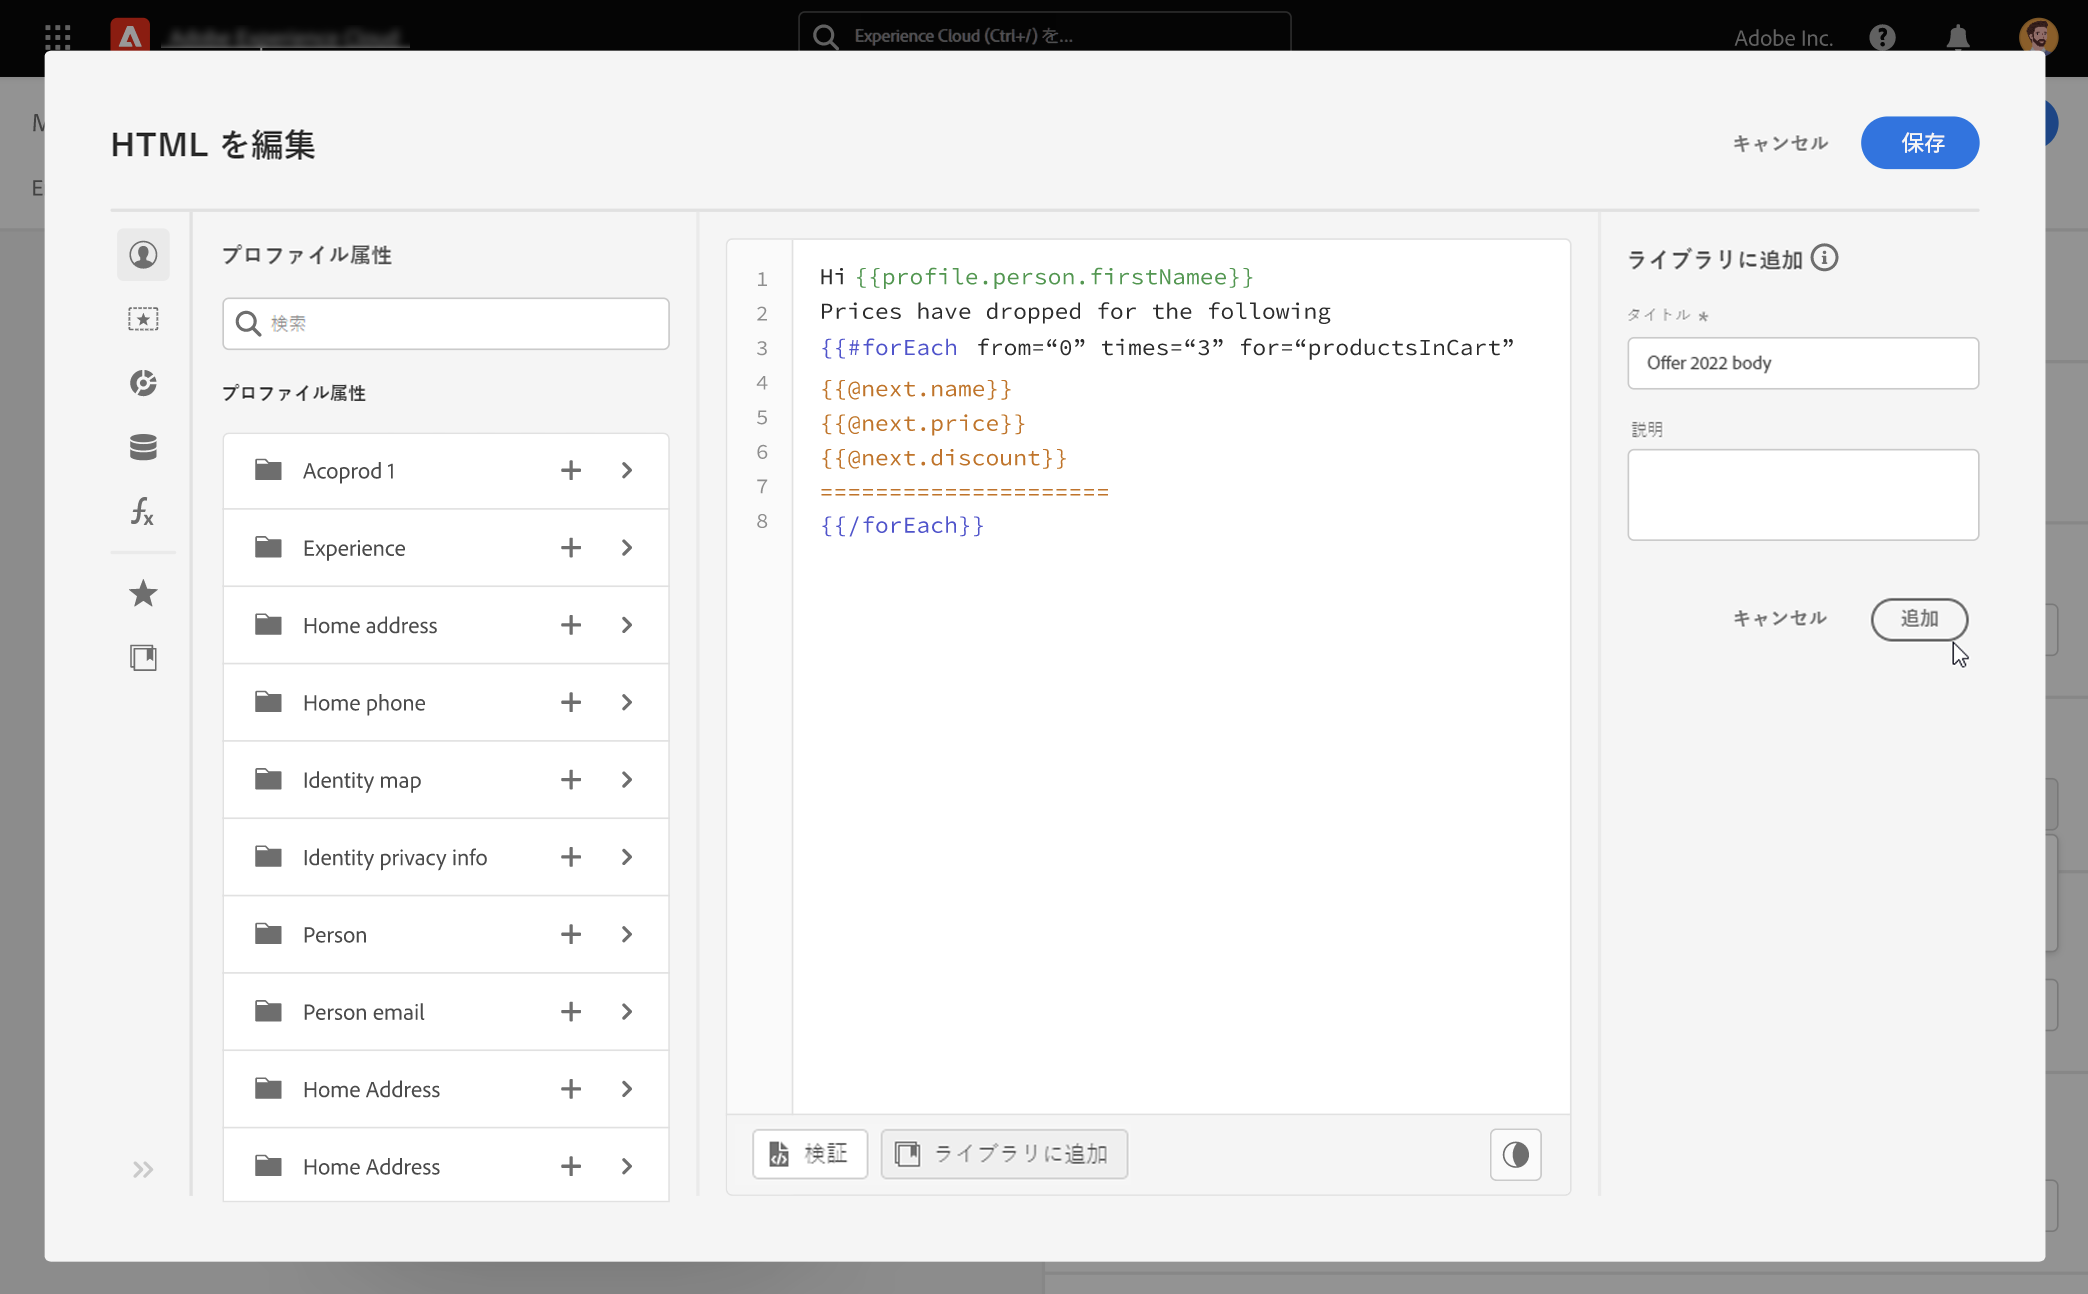 Experience Cloud (Ctrl+/) を...
Adobe Inc.
HTML を編集
キャンセル
保存
プロファイル属性
検索
プロファイル属性
Acoprod 1
Experience
Home address
Home phone
Identity map
Identity privacy info
Person
Person email
Home Address
Home Address
1 Hi {{profile.person.firstNamee}}
2 Prices have dropped for the following
3 {{#forEach from=“0” times=“3” for=“productsInCart”
4 {{@next.name}}
5 {{@next.price}}
6 {{@next.discount}}
7 =====================
8 {{/forEach}}
検証
ライブラリに追加
ライブラリに追加
タイトル *
Offer 2022 body
説明
キャンセル
追加